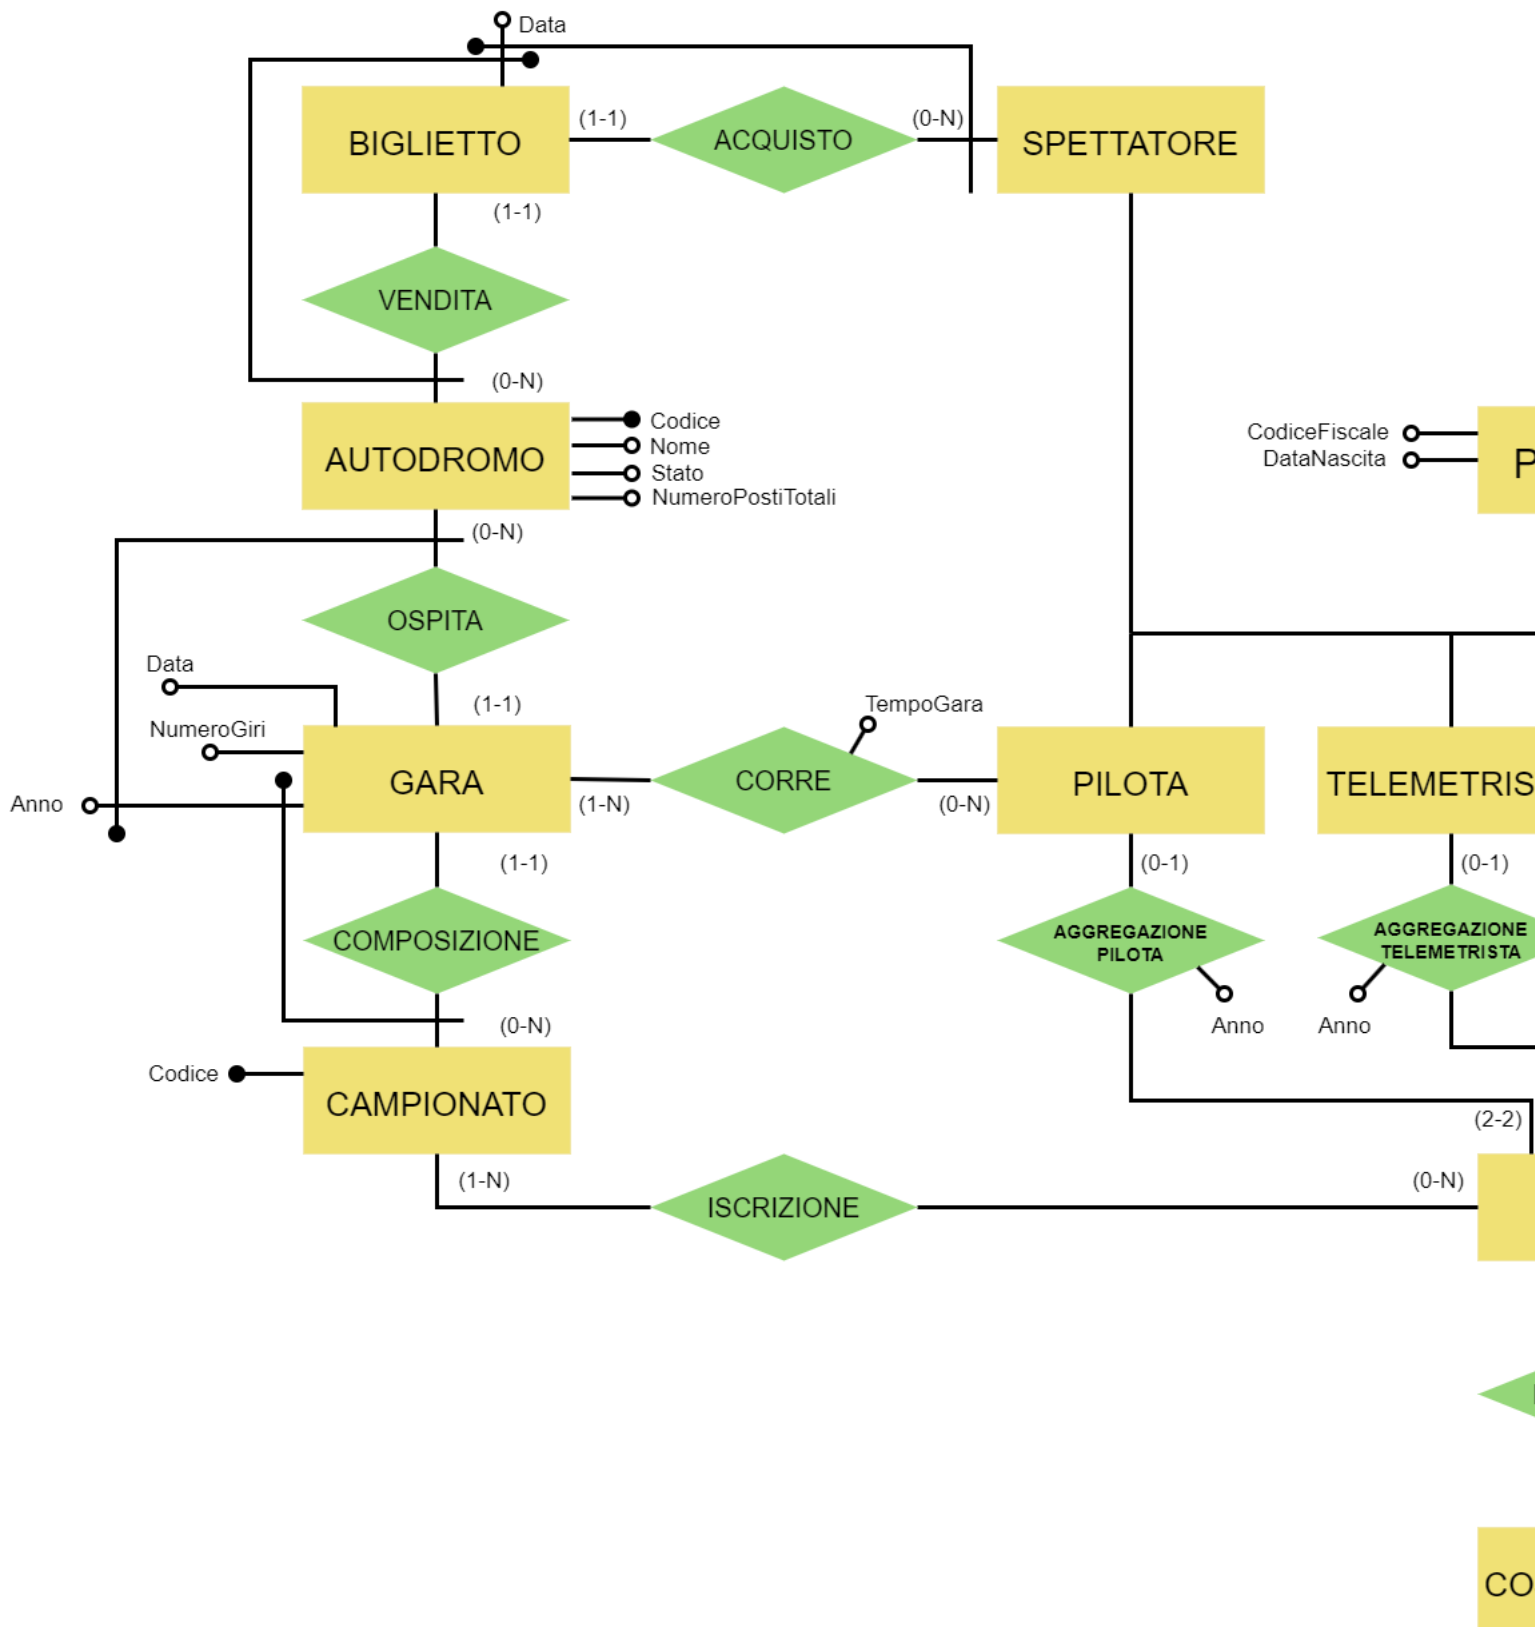 Data
BIGLIETTO
(1-1)
ACQUISTO
(0-N)
SPETTATORE
(1-1)
VENDITA
(0-N)
AUTODROMO
Codice
Nome
Stato
NumeroPostiTotali
CodiceFiscale
DataNascita
P
(0-N)
OSPITA
Data
(1-1)
NumeroGiri
TempoGara
Anno
GARA
(1-N)
CORRE
(0-N)
PILOTA
TELEMETRIS
(1-1)
(0-1)
(0-1)
COMPOSIZIONE
AGGREGAZIONE
PILOTA
AGGREGAZIONE
TELEMETRISTA
Anno
Anno
(0-N)
Codice
CAMPIONATO
(2-2)
(1-N)
ISCRIZIONE
(0-N)
CO